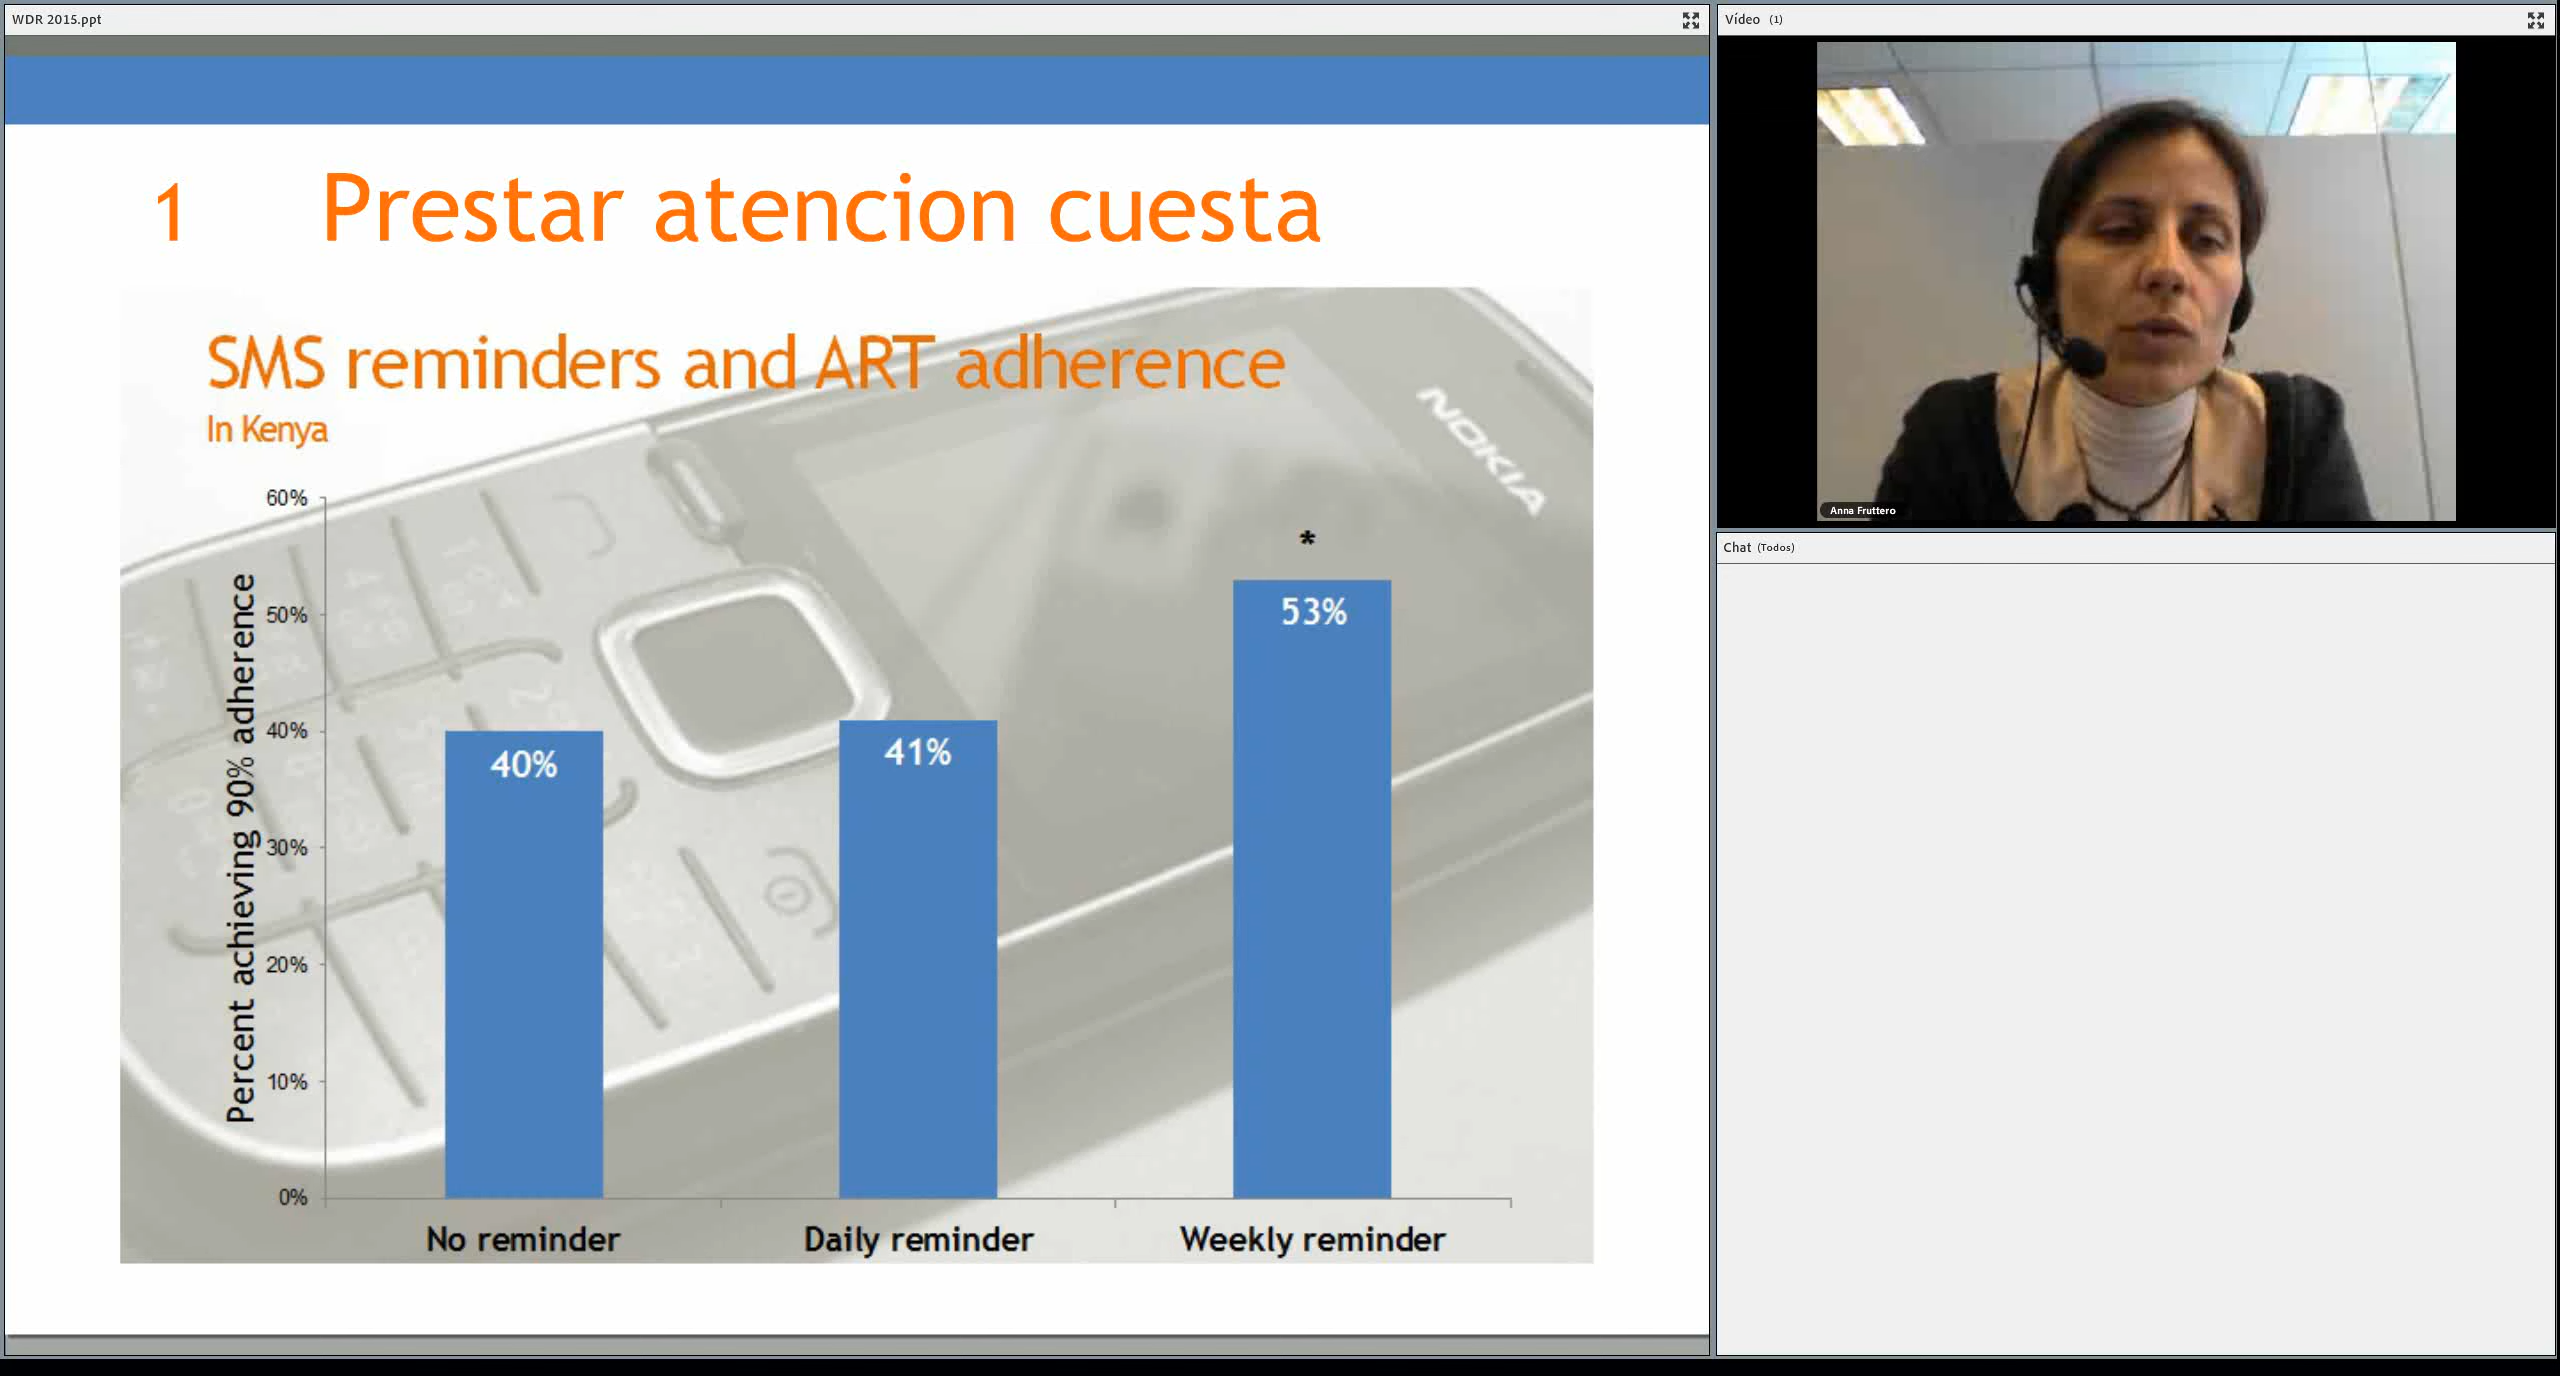 WDR 2015.ppt
1 Prestar atencion cuesta
SMS reminders and ART adherence
In Kenya
NOKIA
Percent achieving 90% adherence
60%
50%
40%
30%
20%
10%
0%
40%
41%
*
53%
No reminder
Daily reminder
Weekly reminder
Vídeo (1)
Anna Fruttero
Chat (Todos)